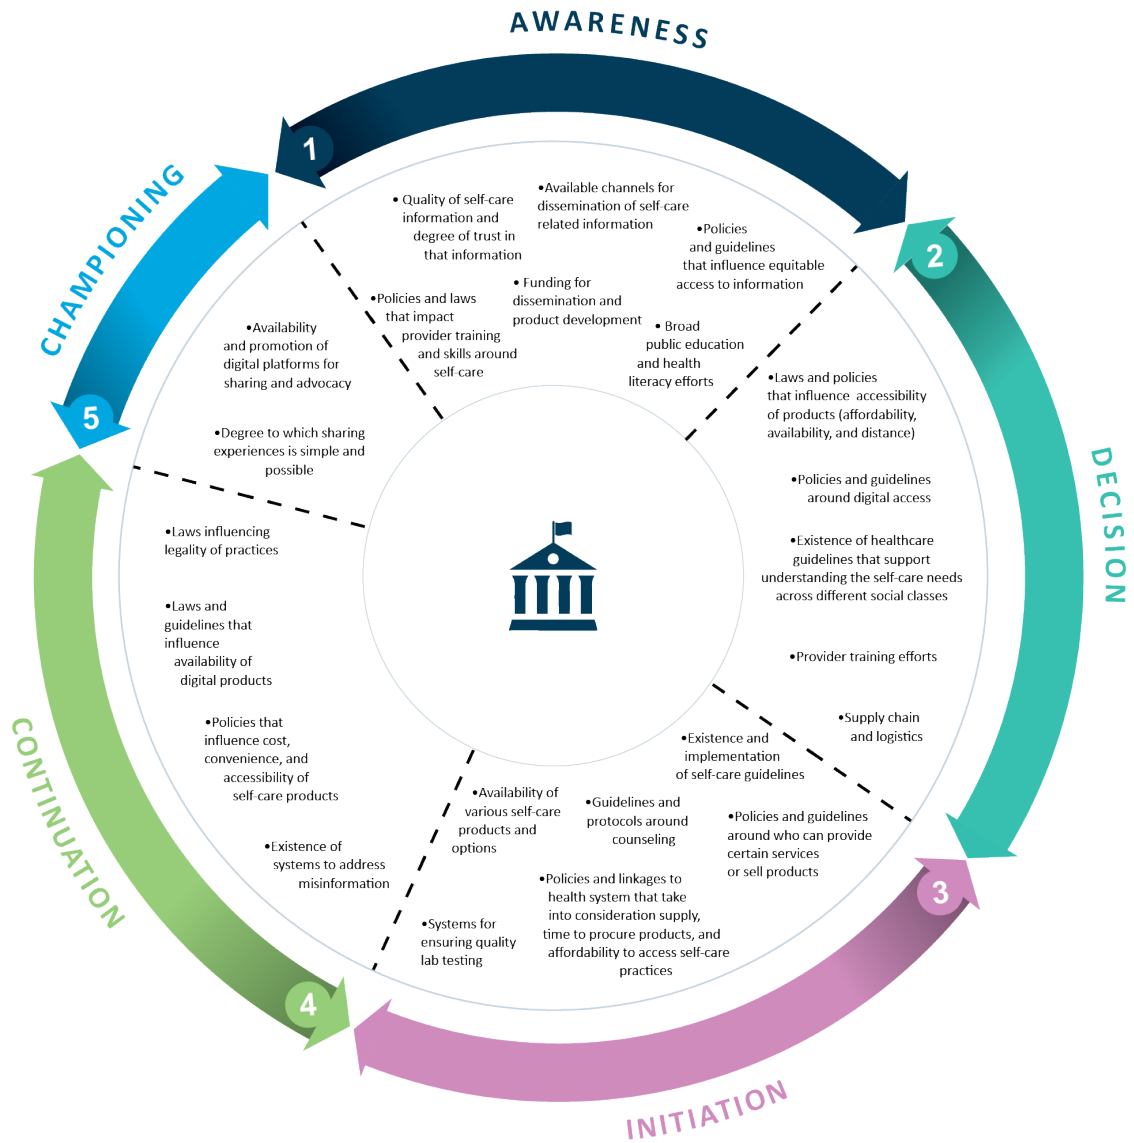 AWARENESS
1
• Quality of self-care
information and
degree of trust in
that information
•Available channels for
dissemination of self-care
related information
•Policies
and guidelines
that influence equitable
access to information
•Policies and laws
that impact
provider training
and skills around
self-care
• Funding for
dissemination and
product development
• Broad
public education
and health
literacy efforts
DECISION
2
•Laws and policies
that influence accessibility
of products (affordability,
availability, and distance)
•Policies and guidelines
around digital access
•Existence of healthcare
guidelines that support
understanding the self-care needs
across different social classes
•Provider training efforts
•Supply chain
and logistics
INITIATION
3
•Existence and
implementation
of self-care guidelines
•Policies and guidelines
around who can provide
certain services
or sell products
•Guidelines and
protocols around
counseling
•Availability of
various self-care
products and
options
•Policies and linkages to
health system that take
into consideration supply,
time to procure products, and
affordability to access self-care
practices
•Systems for
ensuring quality
lab testing
CONTINUATION
4
•Laws influencing
legality of practices
•Laws and
guidelines that
influence
availability of
digital products
•Policies that
influence cost,
convenience, and
accessibility of
self-care products
•Existence of
systems to address
misinformation
CHAMPIONING
5
•Availability
and promotion of
digital platforms for
sharing and advocacy
•Degree to which sharing
experiences is simple and
possible